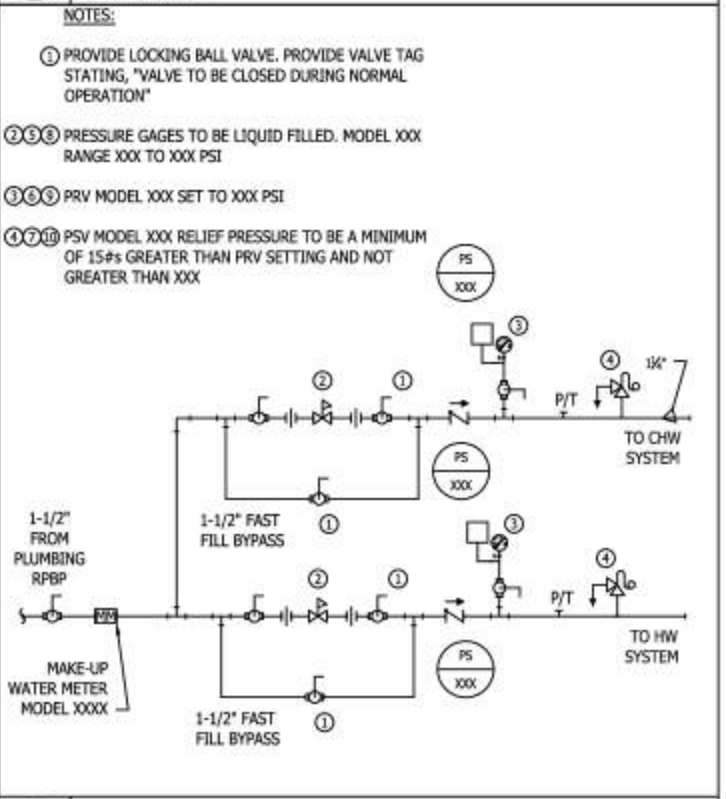 NOTES:
① PROVIDE LOCKING BALL VALVE. PROVIDE VALVE TAG
STATING, "VALVE TO BE CLOSED DURING NORMAL
OPERATION"
②⑤⑧ PRESSURE GAGES TO BE LIQUID FILLED. MODEL XXX
RANGE XXX TO XXX PSI
③⑥⑨ PRV MODEL XXX SET TO XXX PSI
④⑦⑩ PSV MODEL XXX RELIEF PRESSURE TO BE A MINIMUM
OF 15#s GREATER THAN PRV SETTING AND NOT
GREATER THAN XXX
PS
XXX
③
②
①
④
1¼"
P/T
TO CHW
SYSTEM
PS
XXX
1-1/2" FAST
FILL BYPASS
①
1-1/2"
FROM
PLUMBING
RPBP
③
②
①
④
P/T
M
TO HW
SYSTEM
PS
XXX
MAKE-UP
WATER METER
MODEL XXXX
1-1/2" FAST
FILL BYPASS
①